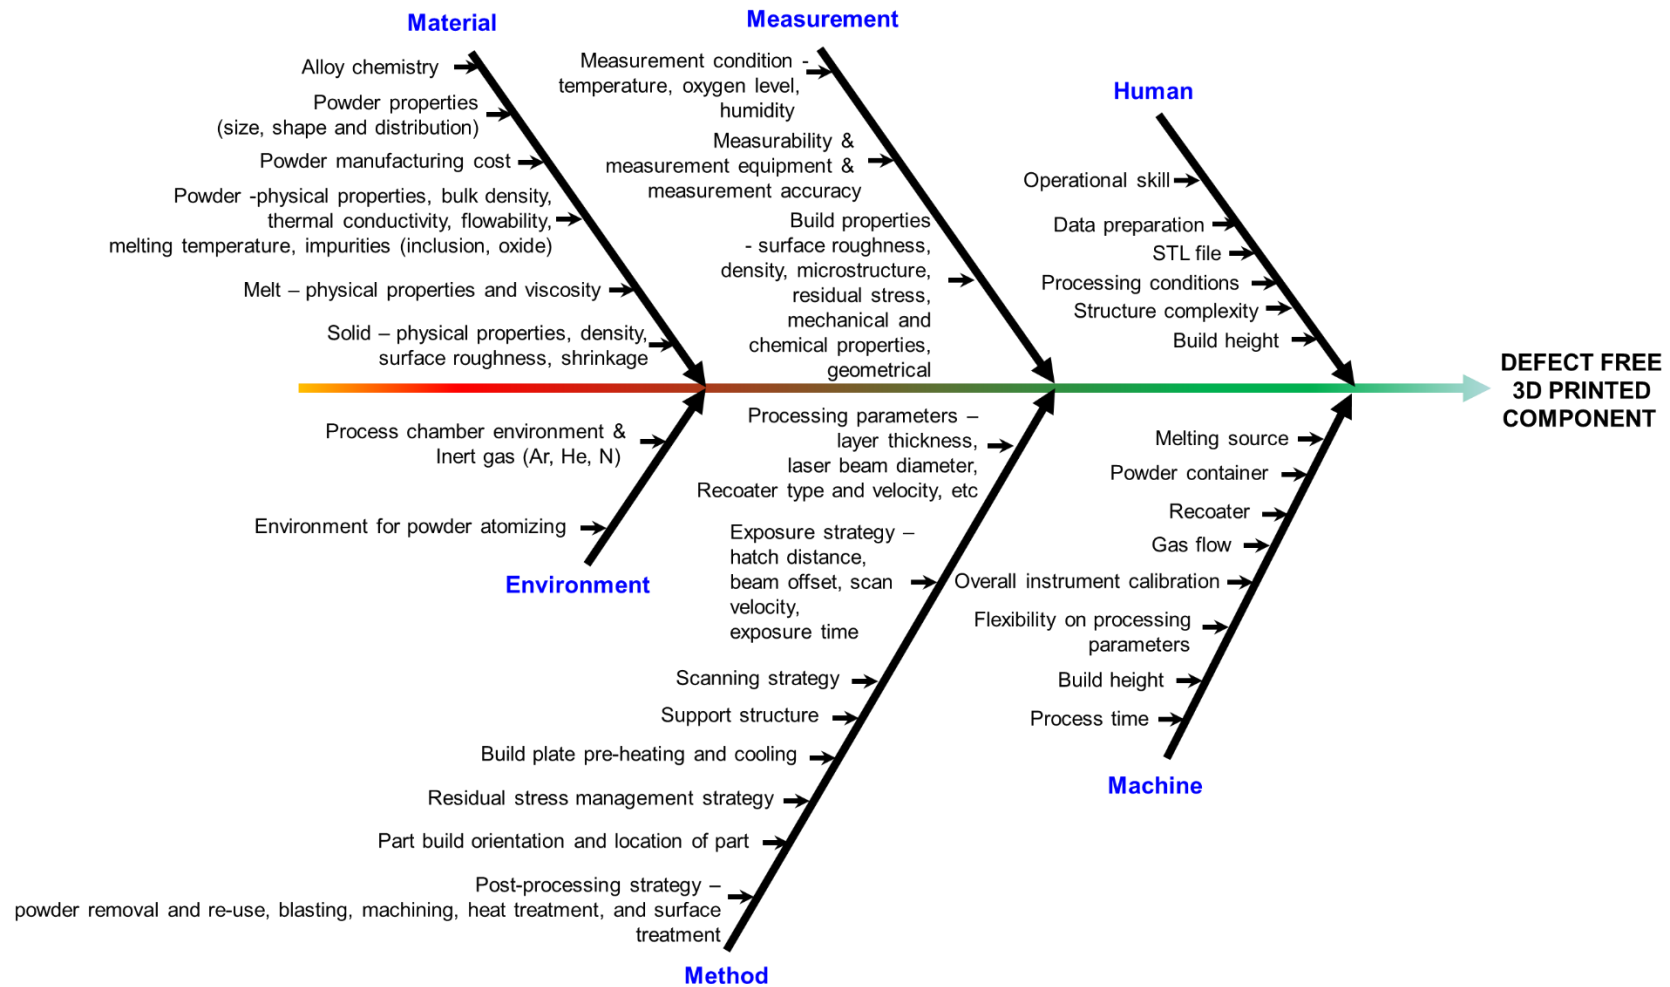 Material
Alloy chemistry
Powder properties
(size, shape and distribution)
Powder manufacturing cost
Powder -physical properties, bulk density,
thermal conductivity, flowability,
melting temperature, impurities (inclusion, oxide)
Melt – physical properties and viscosity
Solid – physical properties, density,
surface roughness, shrinkage
Measurement
Measurement condition -
temperature, oxygen level,
humidity
Measurability &
measurement equipment &
measurement accuracy
Build properties
- surface roughness,
density, microstructure,
residual stress,
mechanical and
chemical properties,
geometrical
Human
Operational skill
Data preparation
STL file
Processing conditions
Structure complexity
Build height
DEFECT FREE
3D PRINTED
COMPONENT
Process chamber environment &
Inert gas (Ar, He, N)
Environment for powder atomizing
Environment
Processing parameters –
layer thickness,
laser beam diameter,
Recoater type and velocity, etc
Exposure strategy –
hatch distance,
beam offset, scan
velocity,
exposure time
Scanning strategy
Support structure
Build plate pre-heating and cooling
Residual stress management strategy
Part build orientation and location of part
Post-processing strategy –
powder removal and re-use, blasting, machining, heat treatment, and surface
treatment
Method
Melting source
Powder container
Recoater
Gas flow
Overall instrument calibration
Flexibility on processing
parameters
Build height
Process time
Machine